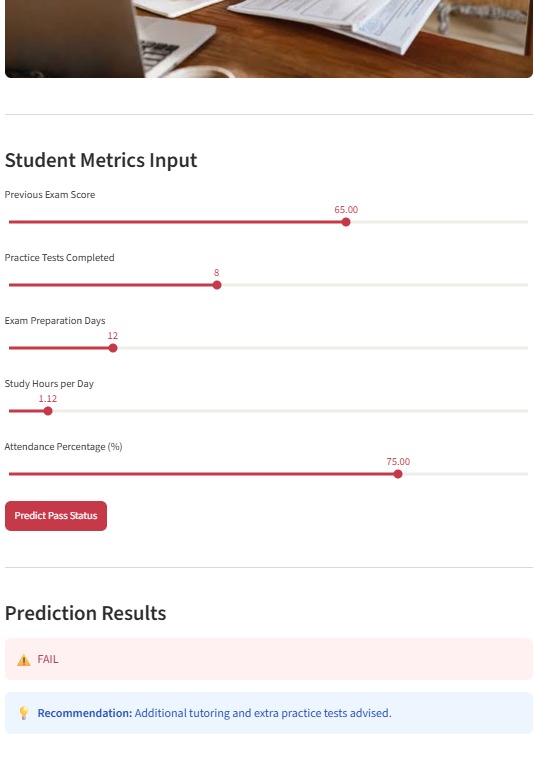 Student Metrics Input
Previous Exam Score
65.00
Practice Tests Completed
8
Exam Preparation Days
12
Study Hours per Day
1.12
Attendance Percentage (%)
75.00
Predict Pass Status
Prediction Results
⚠️ FAIL
💡 Recommendation: Additional tutoring and extra practice tests advised.